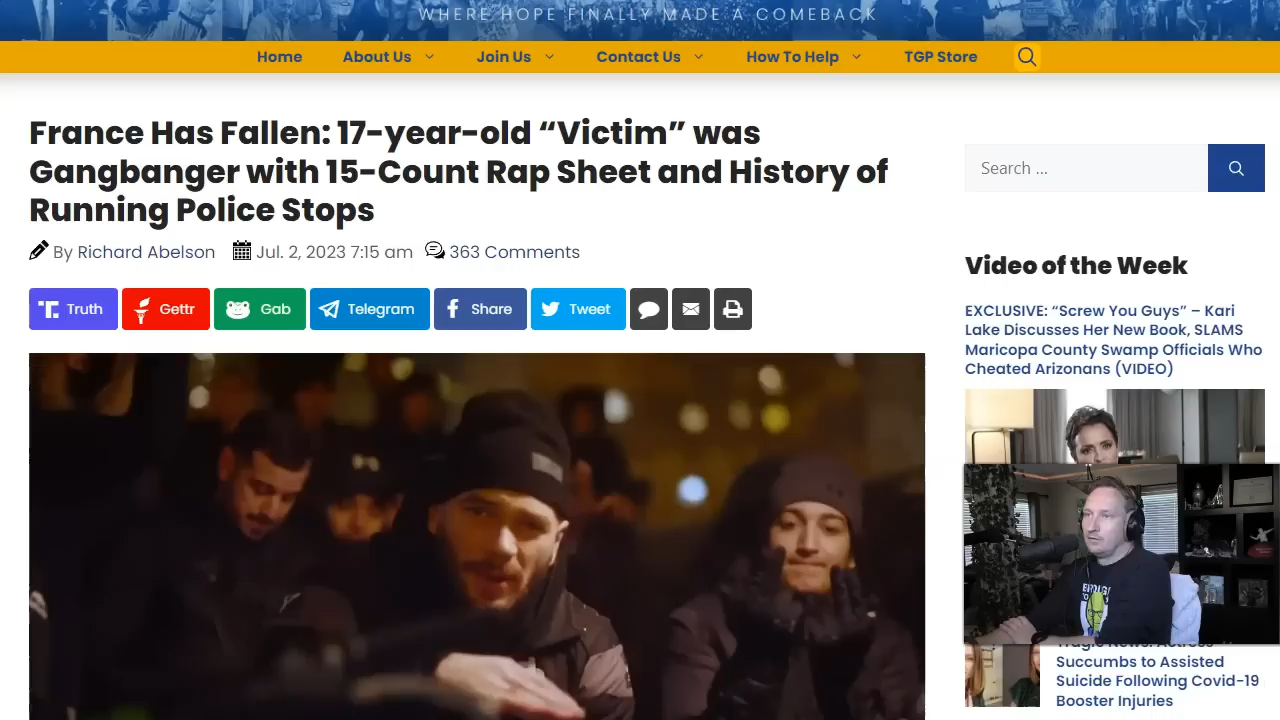 WHERE HOPE FINALLY MADE A COMEBACK
Home About Us Join Us Contact Us How To Help TGP Store
France Has Fallen: 17-year-old “Victim” was
Gangbanger with 15-Count Rap Sheet and History of
Running Police Stops
By Richard Abelson Jul. 2, 2023 7:15 am 363 Comments
Truth Gettr Gab Telegram Share Tweet
Search ...
Video of the Week
EXCLUSIVE: “Screw You Guys” – Kari
Lake Discusses Her New Book, SLAMS
Maricopa County Swamp Officials Who
Cheated Arizonans (VIDEO)
Tragic News: Actress
Succumbs to Assisted
Suicide Following Covid-19
Booster Injuries